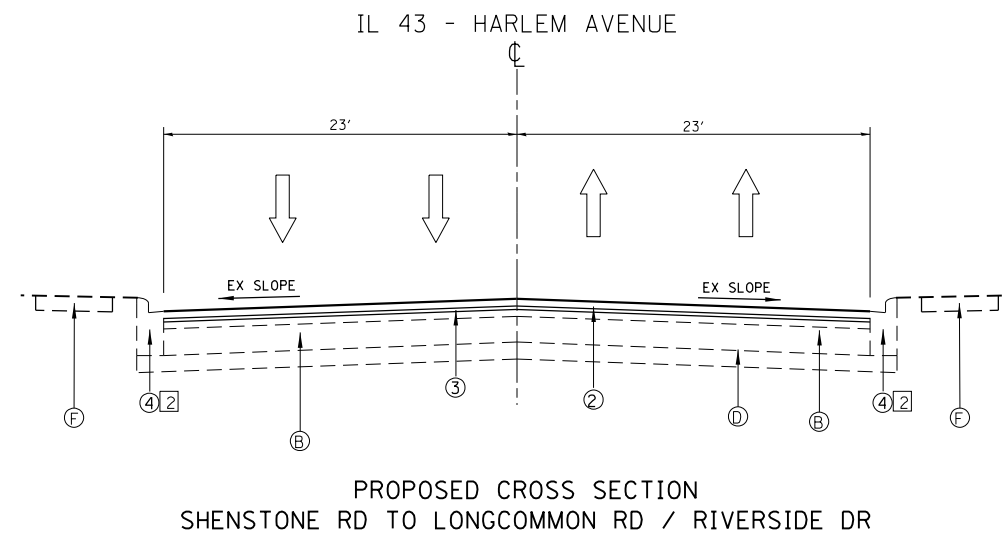 IL 43 - HARLEM AVENUE
℄
23' 23'
EX SLOPE EX SLOPE
F 4 2 B 3 2 D B 4 2 F
PROPOSED CROSS SECTION
SHENSTONE RD TO LONGCOMMON RD / RIVERSIDE DR